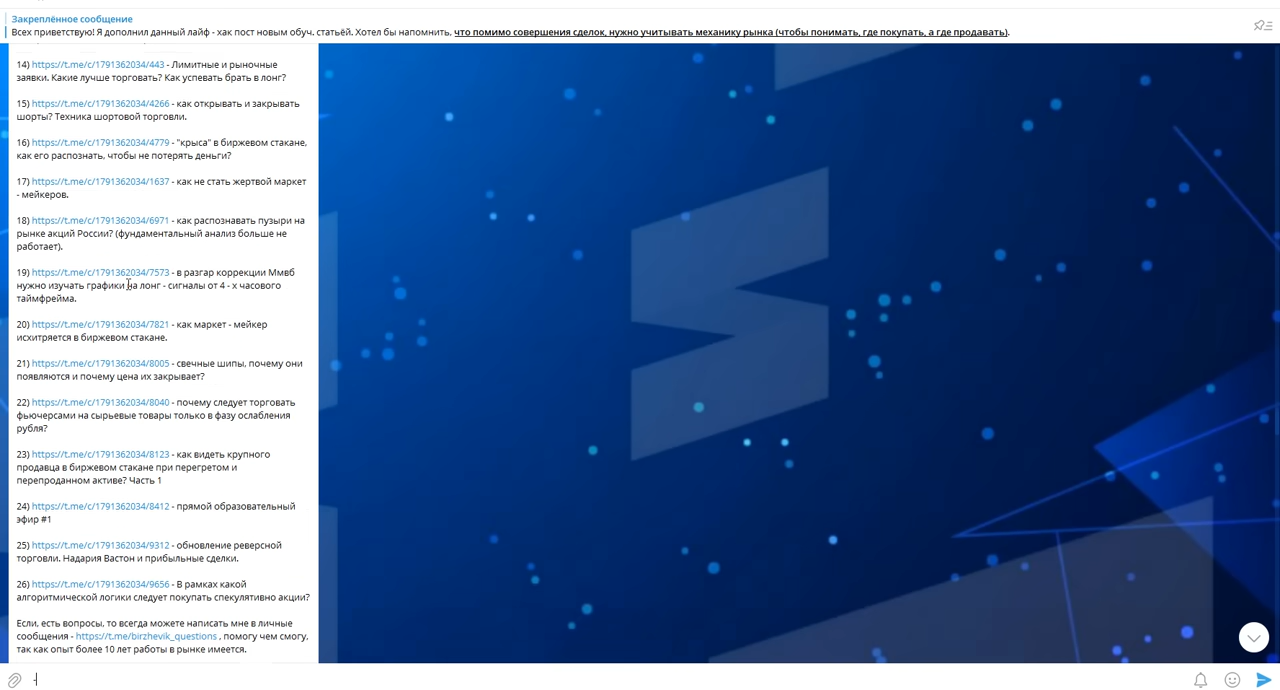 Закреплённое сообщение
Всех приветствую! Я дополнил данный лайф - хак пост новым обуч. статьёй. Хотел бы напомнить, что помимо совершения сделок, нужно учитывать механику рынка (чтобы понимать, где покупать, а где продавать).
14) https://t.me/c/1791362034/443 - Лимитные и рыночные
заявки. Какие лучше торговать? Как успевать брать в лонг?
15) https://t.me/c/1791362034/4266 - как открывать и закрывать
шорты? Техника шортовой торговли.
16) https://t.me/c/1791362034/4779 - "крыса" в биржевом стакане,
как его распознать, чтобы не потерять деньги?
17) https://t.me/c/1791362034/1637 - как не стать жертвой маркет
- мейкеров.
18) https://t.me/c/1791362034/6971 - как распознавать пузыри на
рынке акций России? (фундаментальный анализ больше не
работает).
19) https://t.me/c/1791362034/7573 - в разгар коррекции Ммвб
нужно изучать графики на лонг - сигналы от 4 - х часового
таймфрейма.
20) https://t.me/c/1791362034/7821 - как маркет - мейкер
исхитряется в биржевом стакане.
21) https://t.me/c/1791362034/8005 - свечные шипы, почему они
появляются и почему цена их закрывает?
22) https://t.me/c/1791362034/8040 - почему следует торговать
фьючерсами на сырьевые товары только в фазу ослабления
рубля?
23) https://t.me/c/1791362034/8123 - как видеть крупного
продавца в биржевом стакане при перегретом и
перепроданном активе? Часть 1
24) https://t.me/c/1791362034/8412 - прямой образовательный
эфир #1
25) https://t.me/c/1791362034/9312 - обновление реверсной
торговли. Надария Вастон и прибыльные сделки.
26) https://t.me/c/1791362034/9656 - В рамках какой
алгоритмической логики следует покупать спекулятивно акции?
Если, есть вопросы, то всегда можете написать мне в личные
сообщения - https://t.me/birzhevik_questions , помогу чем смогу,
так как опыт более 10 лет работы в рынке имеется.
-